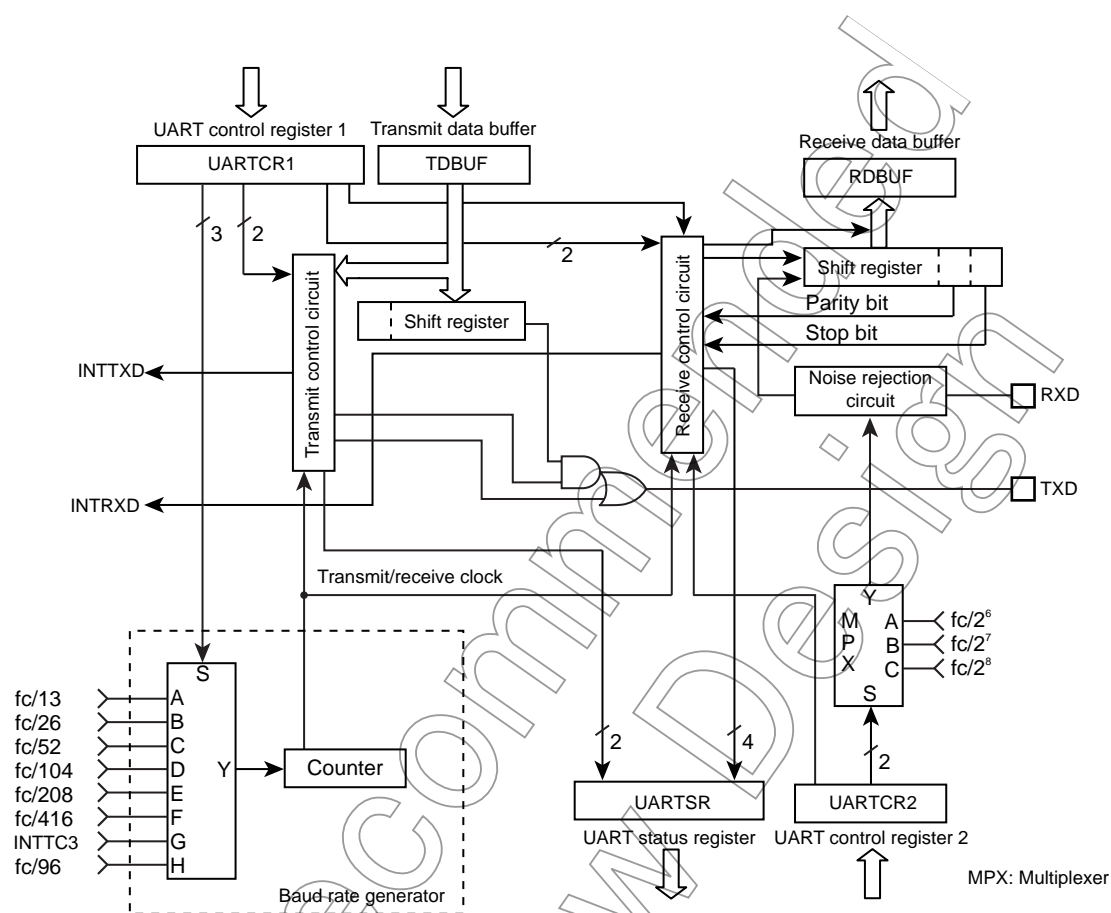 UART control register 1
Transmit data buffer
Receive data buffer
UARTCR1
TDBUF
RDBUF
3
2
2
Transmit control circuit
Receive control circuit
Shift register
Shift register
Parity bit
Stop bit
INTTXD
Noise rejection
circuit
RXD
INTRXD
TXD
Transmit/receive clock
Y
M
P
X
A
B
C
S
fc/2⁶
fc/2⁷
fc/2⁸
S
fc/13
A
fc/26
B
fc/52
C
fc/104
D
Y
Counter
fc/208
E
fc/416
F
INTTC3
G
fc/96
H
Baud rate generator
2
4
2
UARTSR
UARTCR2
UART status register
UART control register 2
MPX: Multiplexer
ecommended
w Design